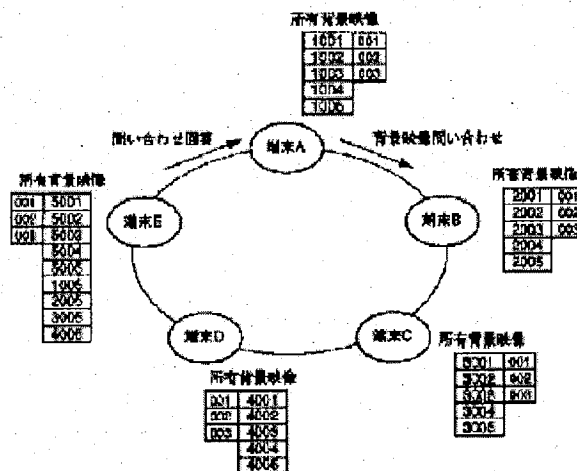 所有背景映像
1001 001
1002 002
1003 003
1004
1005
問い合わせ回答
端末A
背景映像問い合わせ
所有背景映像
001 5001
002 5002
003 5003
5004
5005
1005
2005
3005
4005
端末E
端末B
所有背景映像
2001 001
2002 002
2003 003
2004
2005
端末D
端末C
所有背景映像
3001 001
3002 002
3003 003
3004
3005
所有背景映像
001 4001
002 4002
003 4003
4004
4005